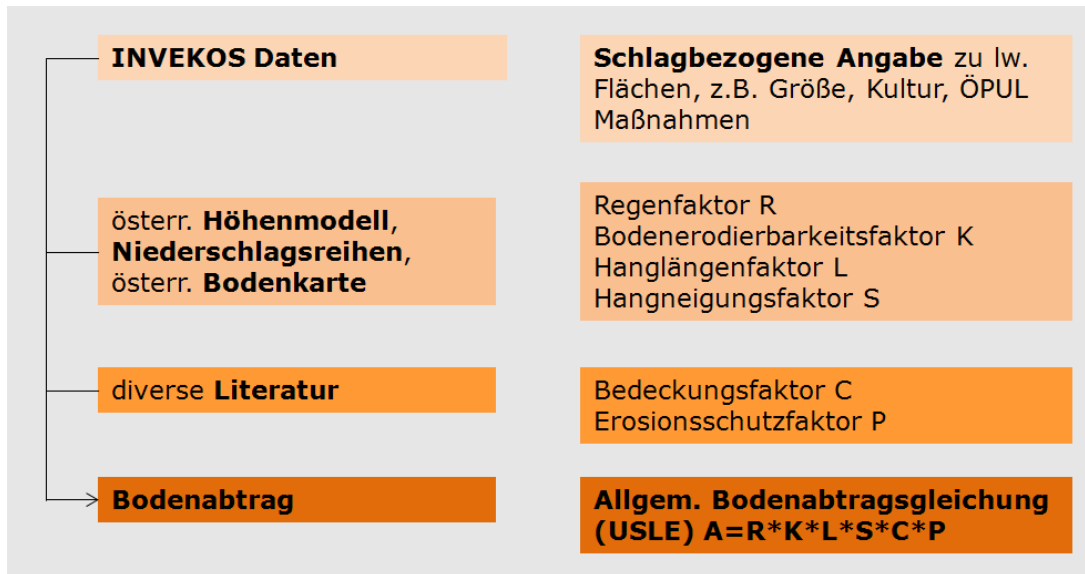 INVEKOS Daten
Schlagbezogene Angabe zu lw.
Flächen, z.B. Größe, Kultur, ÖPUL
Maßnahmen
österr. Höhenmodell,
Niederschlagsreihen,
österr. Bodenkarte
Regenfaktor R
Bodenerodierbarkeitsfaktor K
Hanglängenfaktor L
Hangneigungsfaktor S
diverse Literatur
Bedeckungsfaktor C
Erosionsschutzfaktor P
Bodenabtrag
Allgem. Bodenabtragsgleichung
(USLE) A=R*K*L*S*C*P